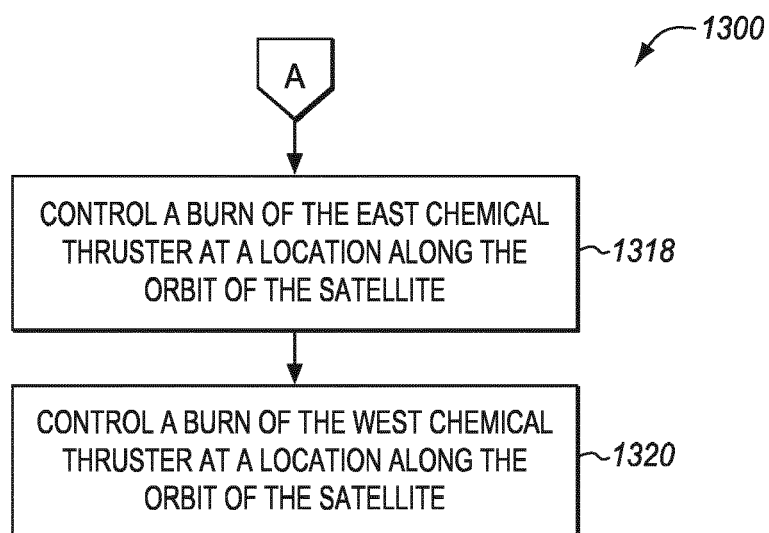 1300
A
CONTROL A BURN OF THE EAST CHEMICAL
THRUSTER AT A LOCATION ALONG THE
ORBIT OF THE SATELLITE
1318
CONTROL A BURN OF THE WEST CHEMICAL
THRUSTER AT A LOCATION ALONG THE
ORBIT OF THE SATELLITE
1320